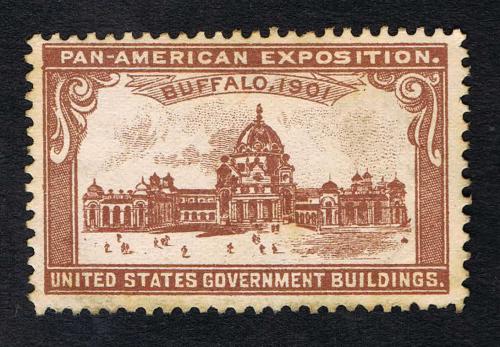 PAN-AMERICAN EXPOSITION.
BUFFALO, 1901
UNITED STATES GOVERNMENT BUILDINGS.